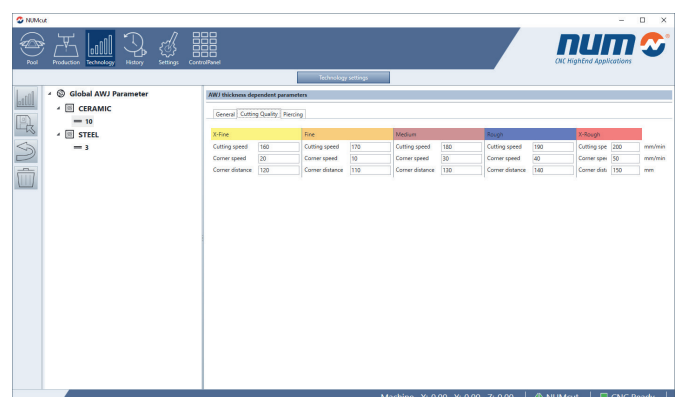 NUMcut
Pool Production Technology History Settings ControlPanel
num
CNC HighEnd Applications
Technology settings
Global AWJ Parameter
CERAMIC
10
STEEL
3
AWJ thickness dependent parameters
General Cutting Quality Piercing
X-Fine Fine Medium Rough X-Rough
Cutting speed 160 Cutting speed 170 Cutting speed 180 Cutting speed 190 Cutting spe 200 mm/min
Corner speed 20 Corner speed 10 Corner speed 30 Corner speed 40 Corner spee 50 mm/min
Corner distance 120 Corner distance 110 Corner distance 130 Corner distance 140 Corner dist 150 mm
Machine X: 0.00 Y: 0.00 Z: 0.00 NUMcut CNC Ready